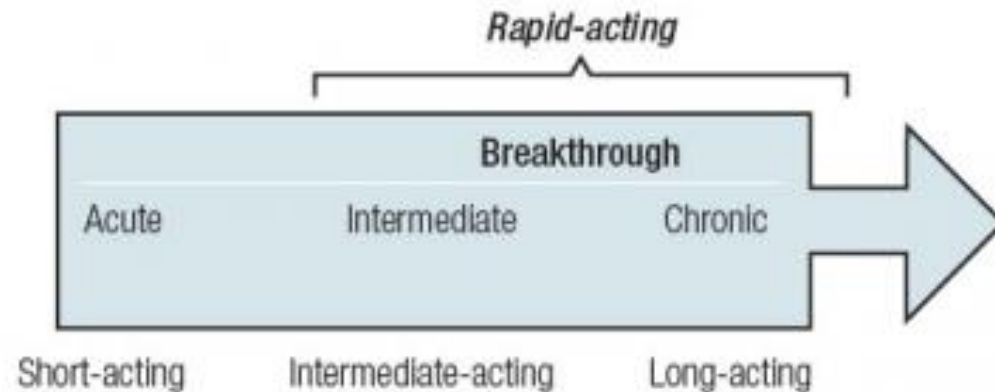 Rapid-acting
Breakthrough
Acute Intermediate Chronic
Short-acting Intermediate-acting Long-acting